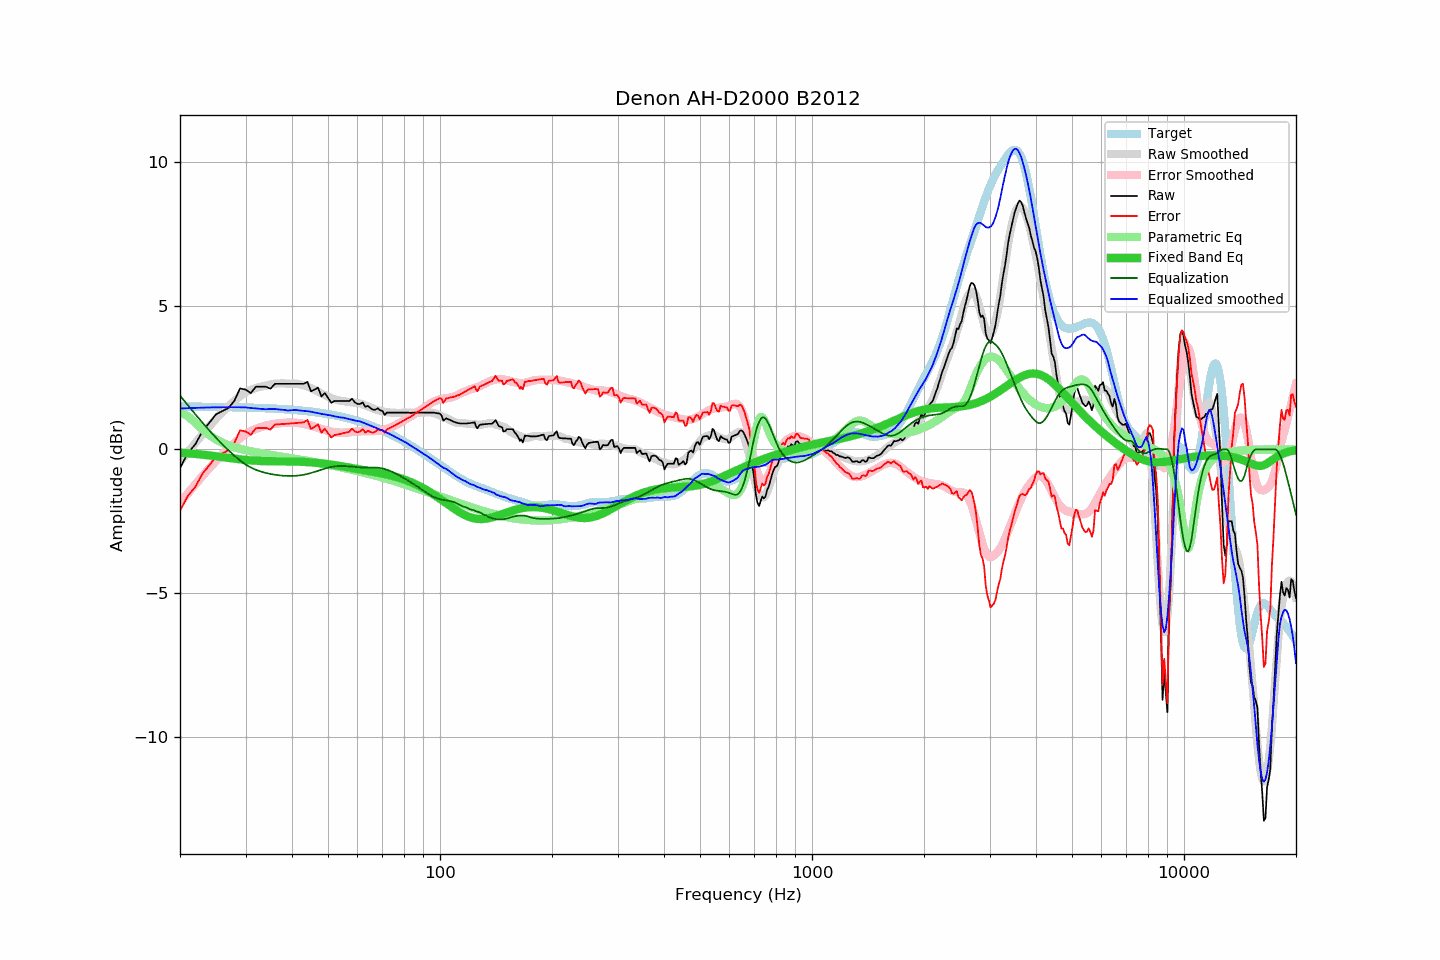 Denon AH-D2000 B2012
Target
Raw Smoothed
Error Smoothed
Raw
Error
Parametric Eq
Fixed Band Eq
Equalization
Equalized smoothed
Amplitude (dBr)
10
5
0
−5
−10
100
1000
10000
Frequency (Hz)